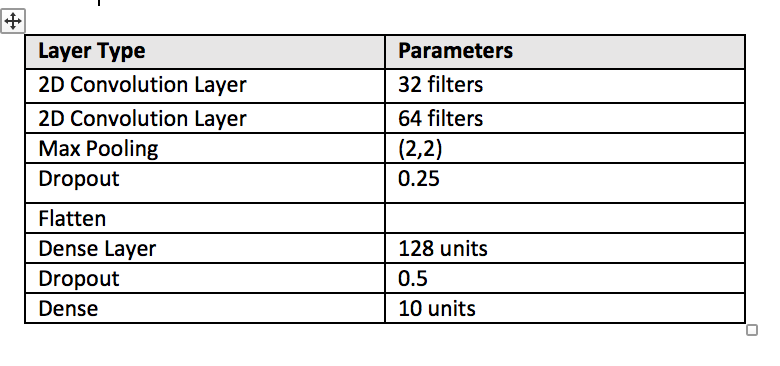 Layer Type Parameters
2D Convolution Layer 32 filters
2D Convolution Layer 64 filters
Max Pooling (2,2)
Dropout 0.25
Flatten
Dense Layer 128 units
Dropout 0.5
Dense 10 units